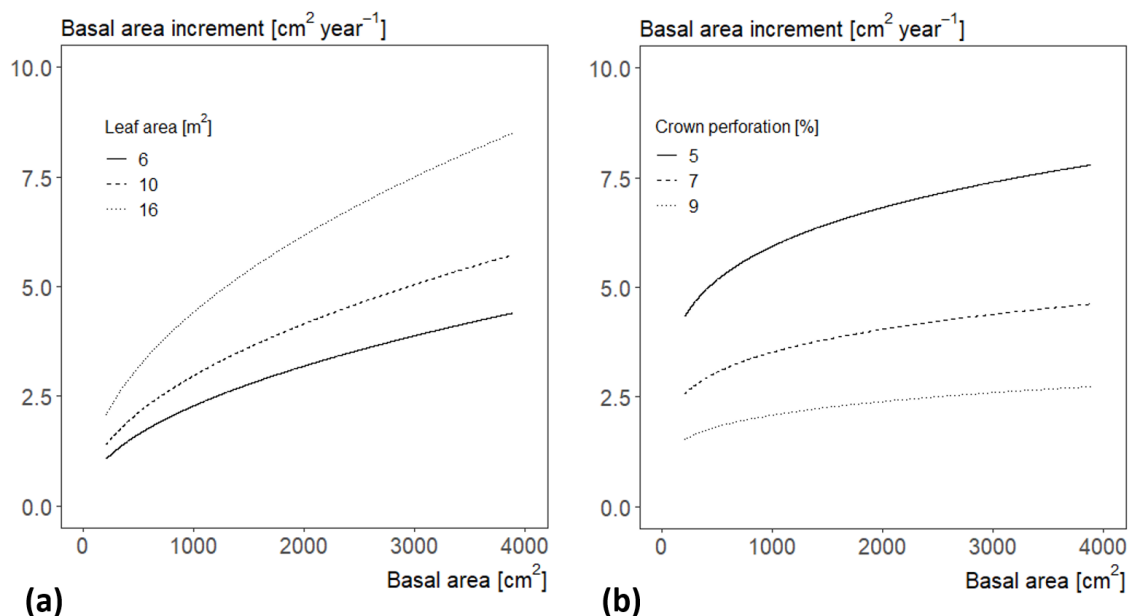 Basal area increment [cm² year⁻¹]
10.0
7.5
5.0
2.5
0.0
Leaf area [m²]
6
10
16
0 1000 2000 3000 4000
Basal area [cm²]
(a)
Basal area increment [cm² year⁻¹]
10.0
7.5
5.0
2.5
0.0
Crown perforation [%]
5
7
9
0 1000 2000 3000 4000
Basal area [cm²]
(b)